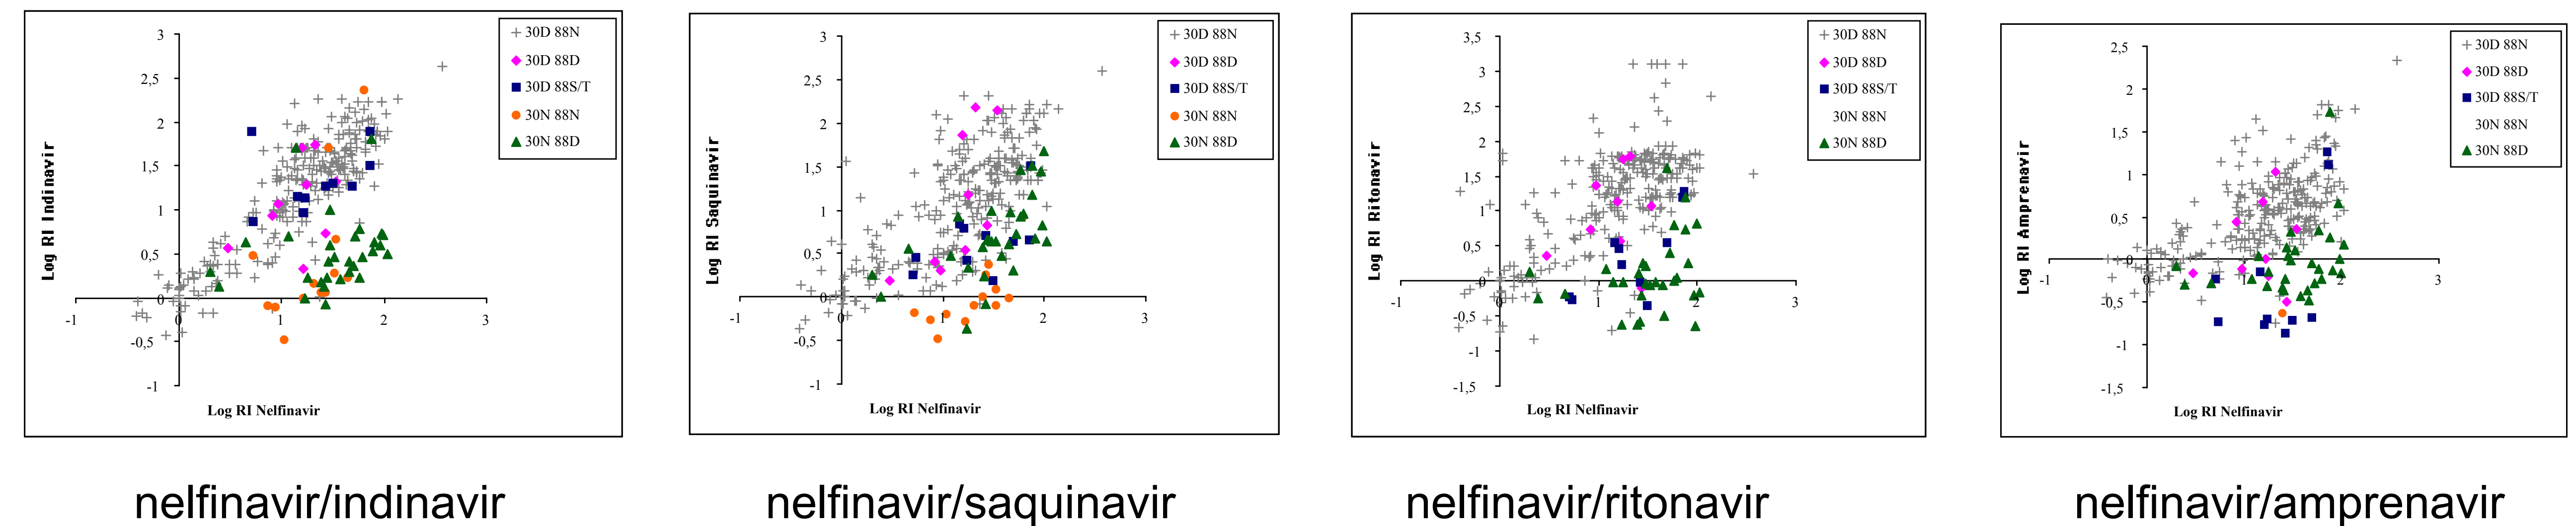 3
2,5
2
1,5
1
0,5
0
-0,5
-1
-1
0
1
2
3
Log RI Indinavir
Log RI Nelfinavir
30D 88N
30D 88D
30D 88S/T
30N 88N
30N 88D
nelfinavir/indinavir
3
2,5
2
1,5
1
0,5
0
-0,5
-1
-1
0
1
2
3
Log RI Saquinavir
Log RI Nelfinavir
30D 88N
30D 88D
30D 88S/T
30N 88N
30N 88D
nelfinavir/saquinavir
3,5
3
2,5
2
1,5
1
0,5
0
-0,5
-1
-1,5
-1
0
1
2
3
Log RI Ritonavir
Log RI Nelfinavir
30D 88N
30D 88D
30D 88S/T
30N 88N
30N 88D
nelfinavir/ritonavir
2,5
2
1,5
1
0,5
0
-0,5
-1
-1,5
-1
0
1
2
3
Log RI Amprenavir
Log RI Nelfinavir
30D 88N
30D 88D
30D 88S/T
30N 88N
30N 88D
nelfinavir/amprenavir